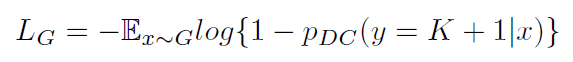 L_G = −𝔼_{x∼G} log{1 − p_{DC}(y = K + 1|x)}